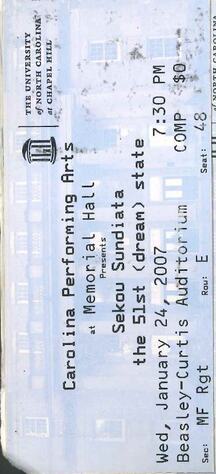 THE UNIVERSITY
of NORTH CAROLINA
at CHAPEL HILL
Carolina Performing Arts
at Memorial Hall
Presents
Sekou Sundiata
the 51st (dream) state
Wed, January 24, 2007 7:30 PM
Beasley-Curtis Auditorium COMP $0
Sec: MF Rgt Row: E Seat: 48